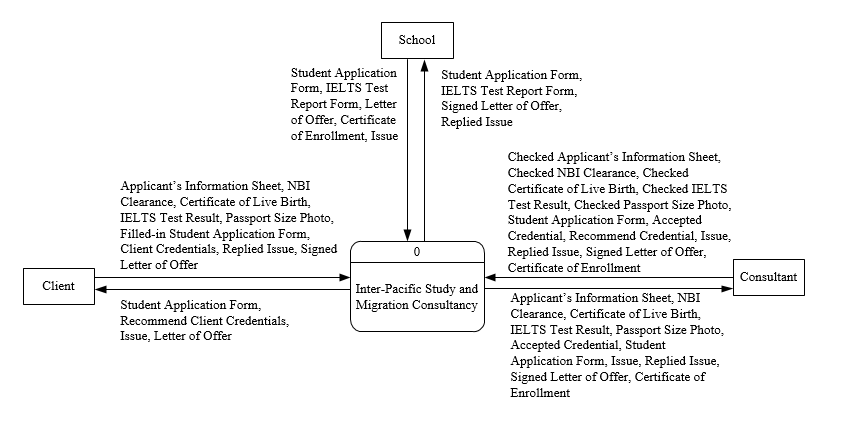 School
Student Application
Form, IELTS Test
Report Form, Letter
of Offer, Certificate
of Enrollment, Issue
Student Application Form,
IELTS Test Report Form,
Signed Letter of Offer,
Replied Issue
Applicant's Information Sheet, NBI
Clearance, Certificate of Live Birth,
IELTS Test Result, Passport Size Photo,
Filled-in Student Application Form,
Client Credentials, Replied Issue, Signed
Letter of Offer
Checked Applicant's Information Sheet,
Checked NBI Clearance, Checked
Certificate of Live Birth, Checked IELTS
Test Result, Checked Passport Size Photo,
Student Application Form, Accepted
Credential, Recommend Credential, Issue,
Replied Issue, Signed Letter of Offer,
Certificate of Enrollment
0
Inter-Pacific Study and
Migration Consultancy
Client
Consultant
Student Application Form,
Recommend Client Credentials,
Issue, Letter of Offer
Applicant's Information Sheet, NBI
Clearance, Certificate of Live Birth,
IELTS Test Result, Passport Size Photo,
Accepted Credential, Student
Application Form, Issue, Replied Issue,
Signed Letter of Offer, Certificate of
Enrollment